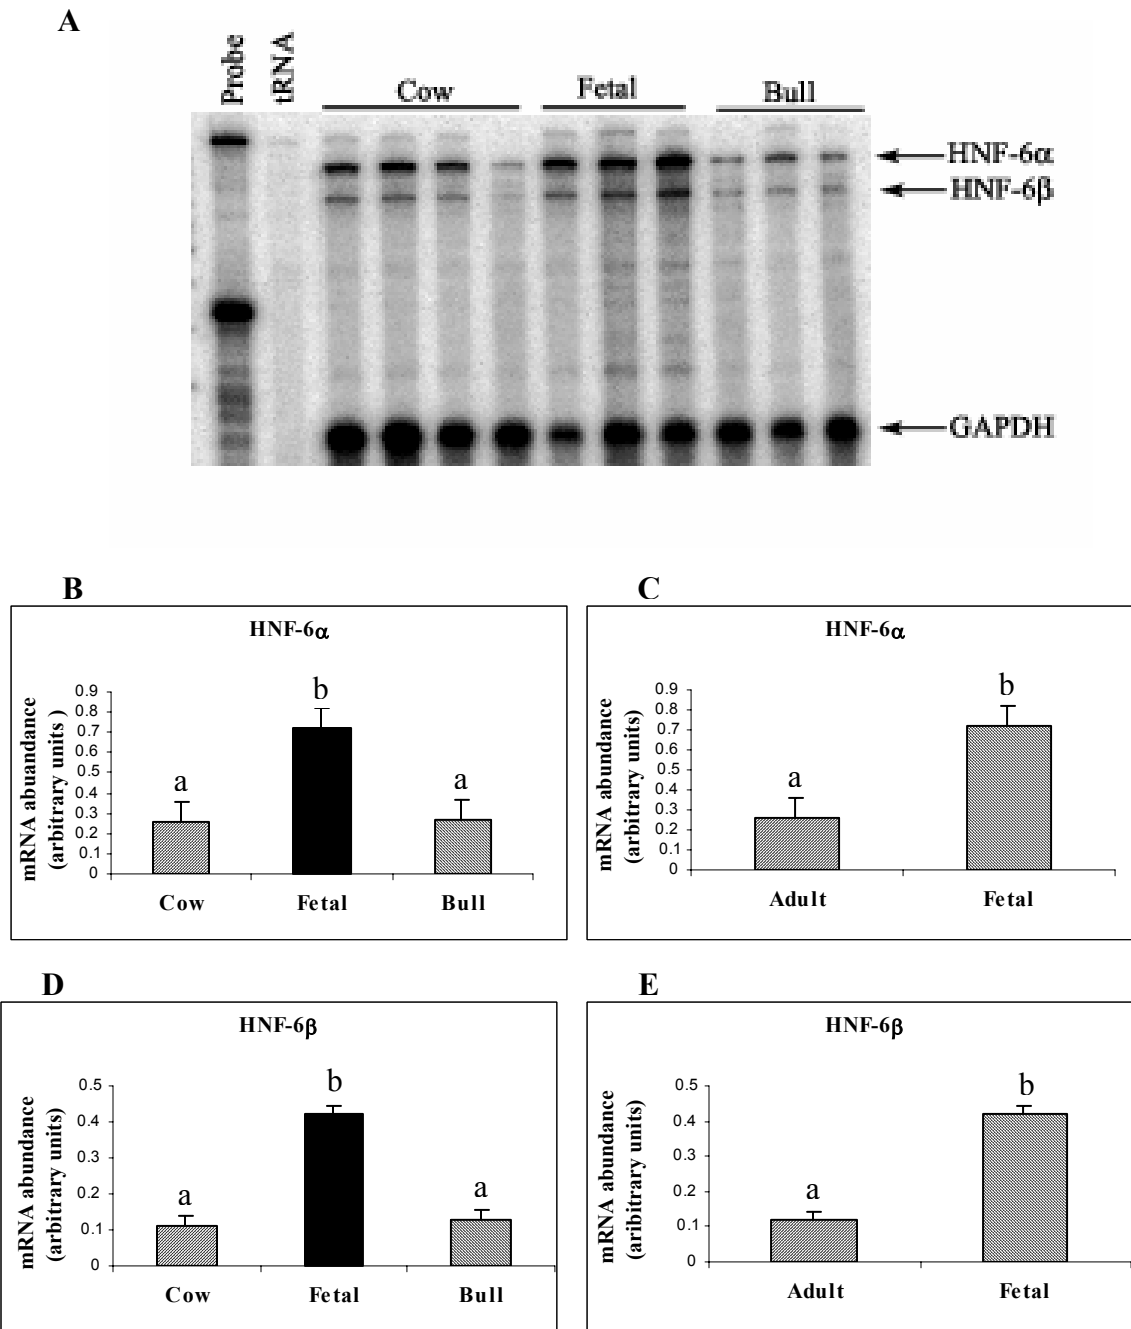 A
Probe
tRNA
Cow
Fetal
Bull
HNF-6α
HNF-6β
GAPDH
B
HNF-6α
mRNA abuandance
(arbitrary units )
0.9
0.8
0.7
0.6
0.5
0.4
0.3
0.2
0.1
0
a
b
a
Cow
Fetal
Bull
C
HNF-6α
mRNA abundance
(arbitrary units)
0.9
0.8
0.7
0.6
0.5
0.4
0.3
0.2
0.1
0
a
b
Adult
Fetal
D
HNF-6β
mRNA abundance
(arbitrary units)
0.5
0.4
0.3
0.2
0.1
0
a
b
a
Cow
Fetal
Bull
E
HNF-6β
mRNA abundance
(aribitrary units)
0.5
0.4
0.3
0.2
0.1
0
a
b
Adult
Fetal